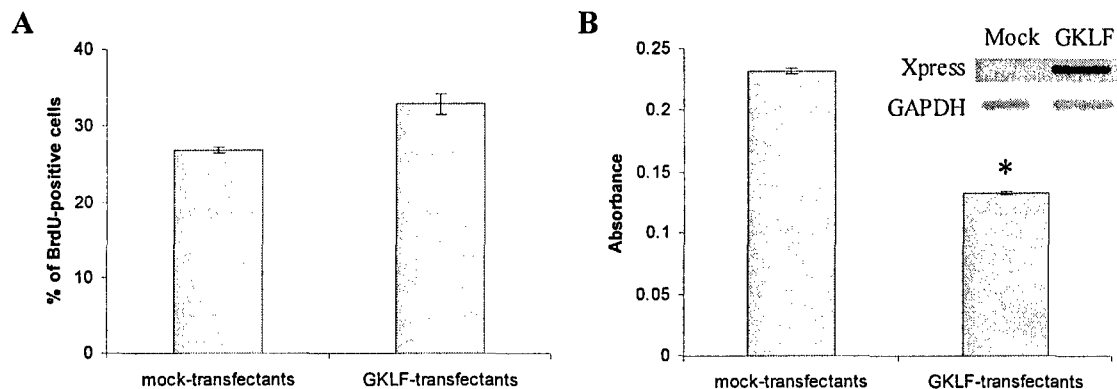 A
% of BrdU-positive cells
40
30
20
10
0
mock-transfectants GKLF-transfectants
B
Absorbance
0.25
0.2
0.15
0.1
0.05
0
Mock GKLF
Xpress
GAPDH
*
mock-transfectants GKLF-transfectants